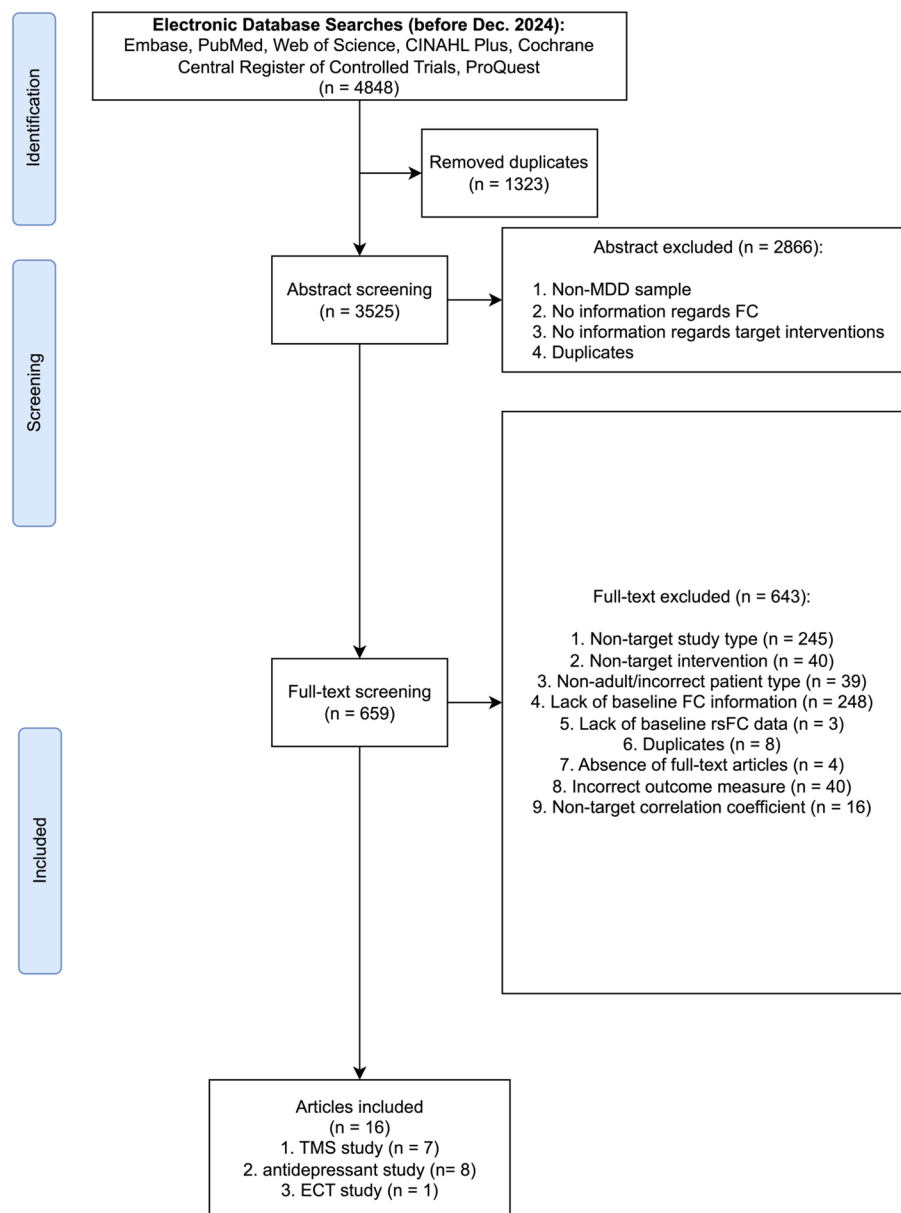 Identification
Electronic Database Searches (before Dec. 2024):
Embase, PubMed, Web of Science, CINAHL Plus, Cochrane
Central Register of Controlled Trials, ProQuest
(n = 4848)
Removed duplicates
(n = 1323)
Screening
Abstract screening
(n = 3525)
Abstract excluded (n = 2866):
1. Non-MDD sample
2. No information regards FC
3. No information regards target interventions
4. Duplicates
Full-text screening
(n = 659)
Full-text excluded (n = 643):
1. Non-target study type (n = 245)
2. Non-target intervention (n = 40)
3. Non-adult/incorrect patient type (n = 39)
4. Lack of baseline FC information (n = 248)
5. Lack of baseline rsFC data (n = 3)
6. Duplicates (n = 8)
7. Absence of full-text articles (n = 4)
8. Incorrect outcome measure (n = 40)
9. Non-target correlation coefficient (n = 16)
Included
Articles included
(n = 16)
1. TMS study (n = 7)
2. antidepressant study (n= 8)
3. ECT study (n = 1)